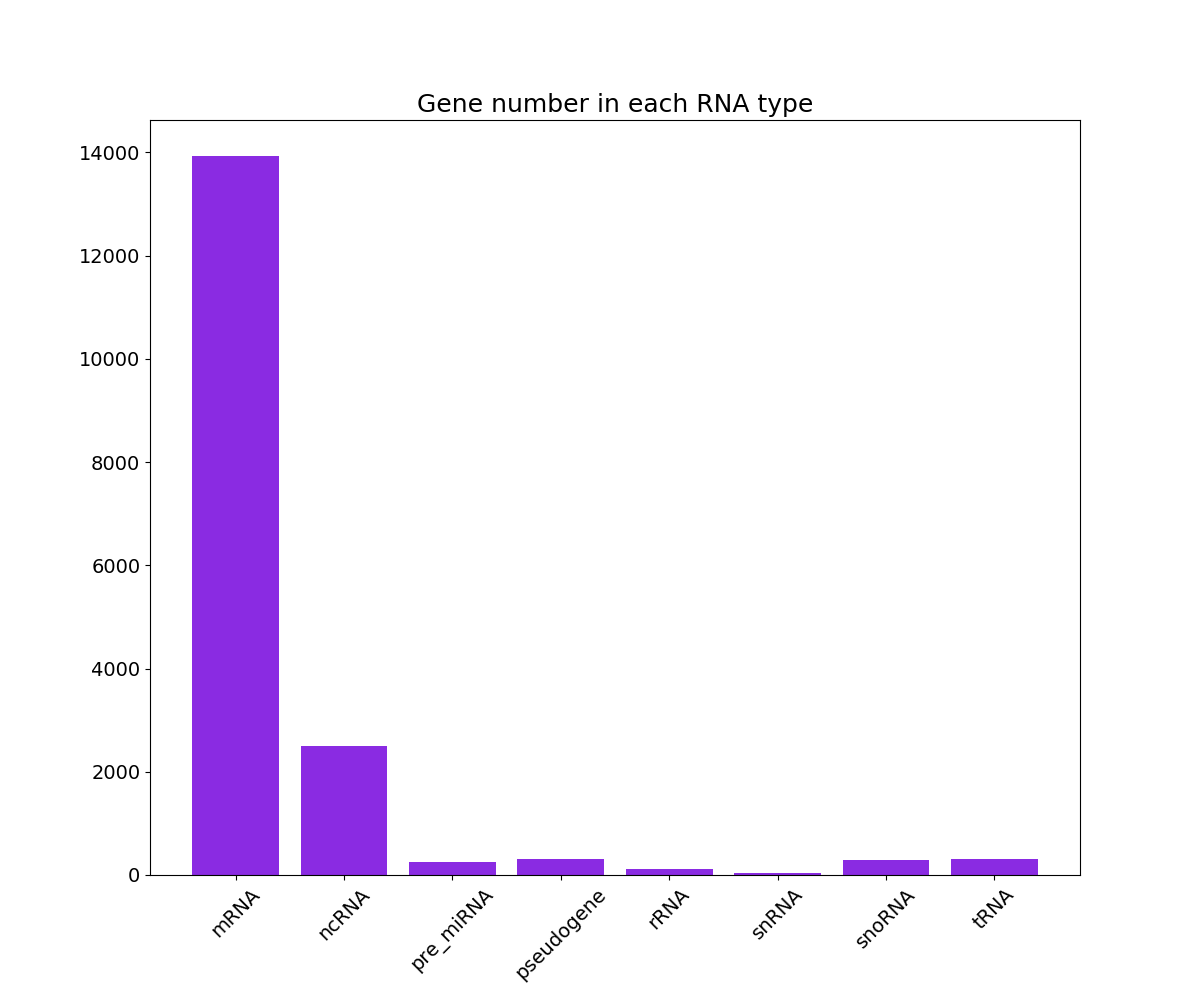 Gene number in each RNA type
14000
12000
10000
8000
6000
4000
2000
0
mRNA
ncRNA
pre_miRNA
pseudogene
rRNA
snRNA
snoRNA
tRNA